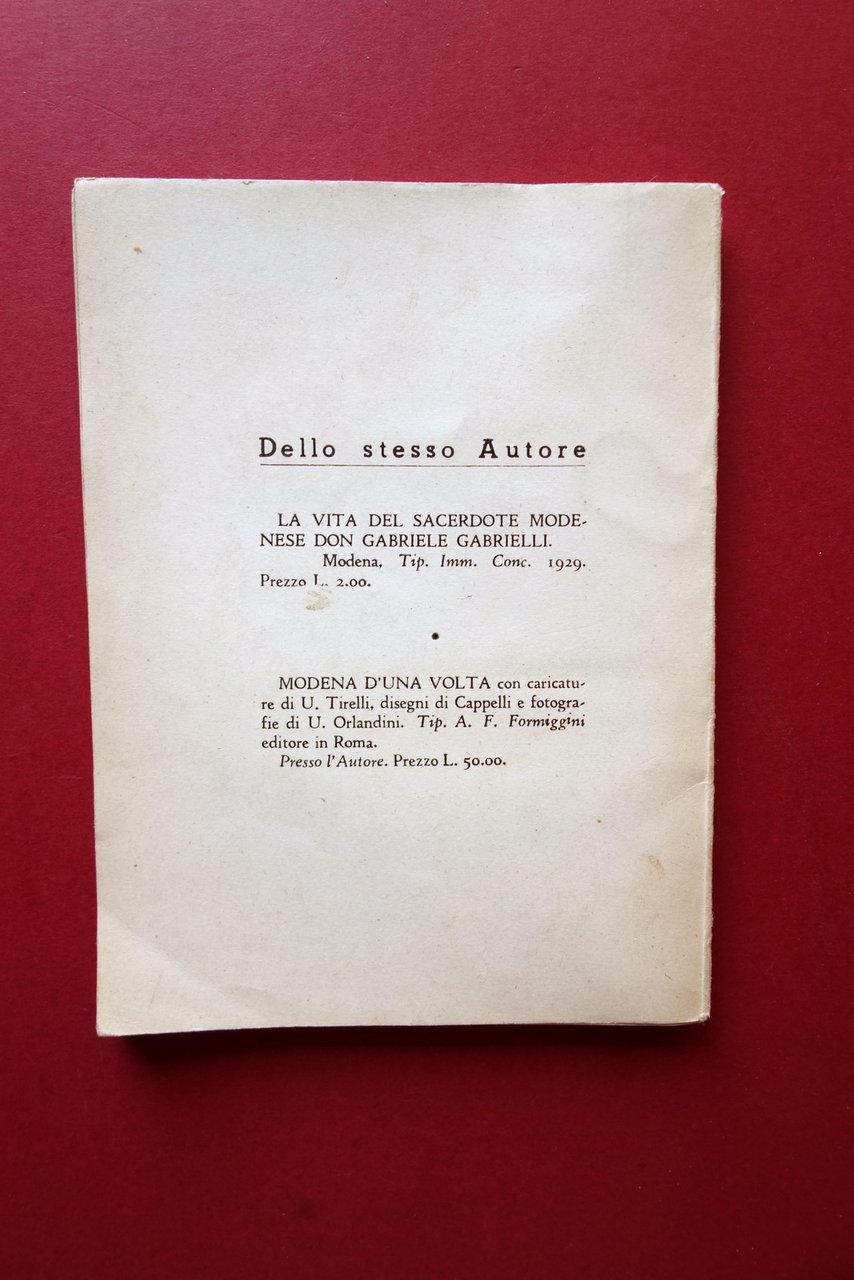 Dello stesso Autore
LA VITA DEL SACERDOTE MODE-
NESE DON GABRIELE GABRIELLI.
Modena, Tip. Imm. Conc. 1929.
Prezzo L. 2.00.
MODENA D'UNA VOLTA con caricatu-
re di U. Tirelli, disegni di Cappelli e fotogra-
fie di U. Orlandini. Tip. A. F. Formiggini
editore in Roma.
Presso l'Autore. Prezzo L. 50.00.